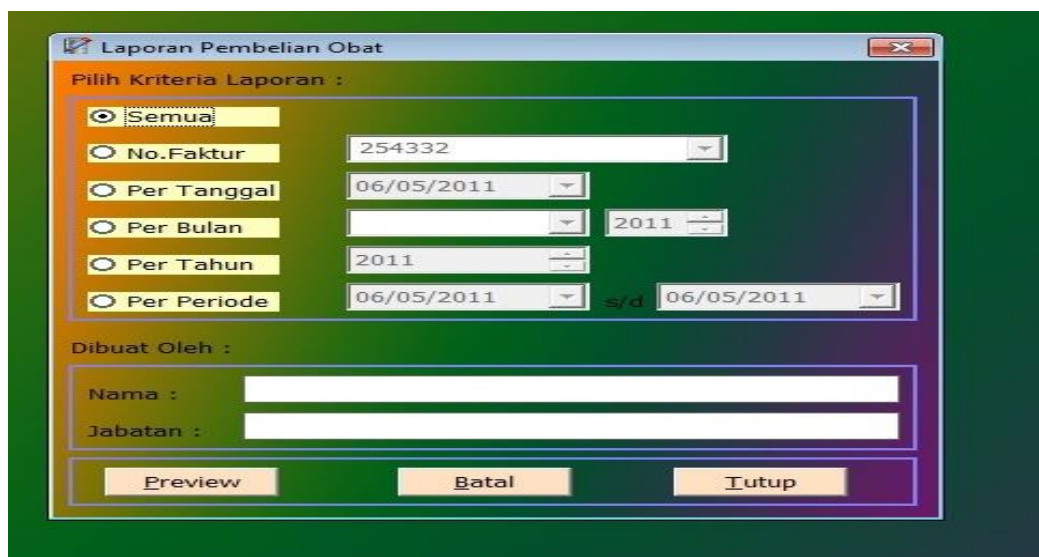 Laporan Pembelian Obat
Pilih Kriteria Laporan :
Semua
No.Faktur 254332
Per Tanggal 06/05/2011
Per Bulan 2011
Per Tahun 2011
Per Periode 06/05/2011 s/d 06/05/2011
Dibuat Oleh :
Nama :
Jabatan :
Preview Batal Tutup